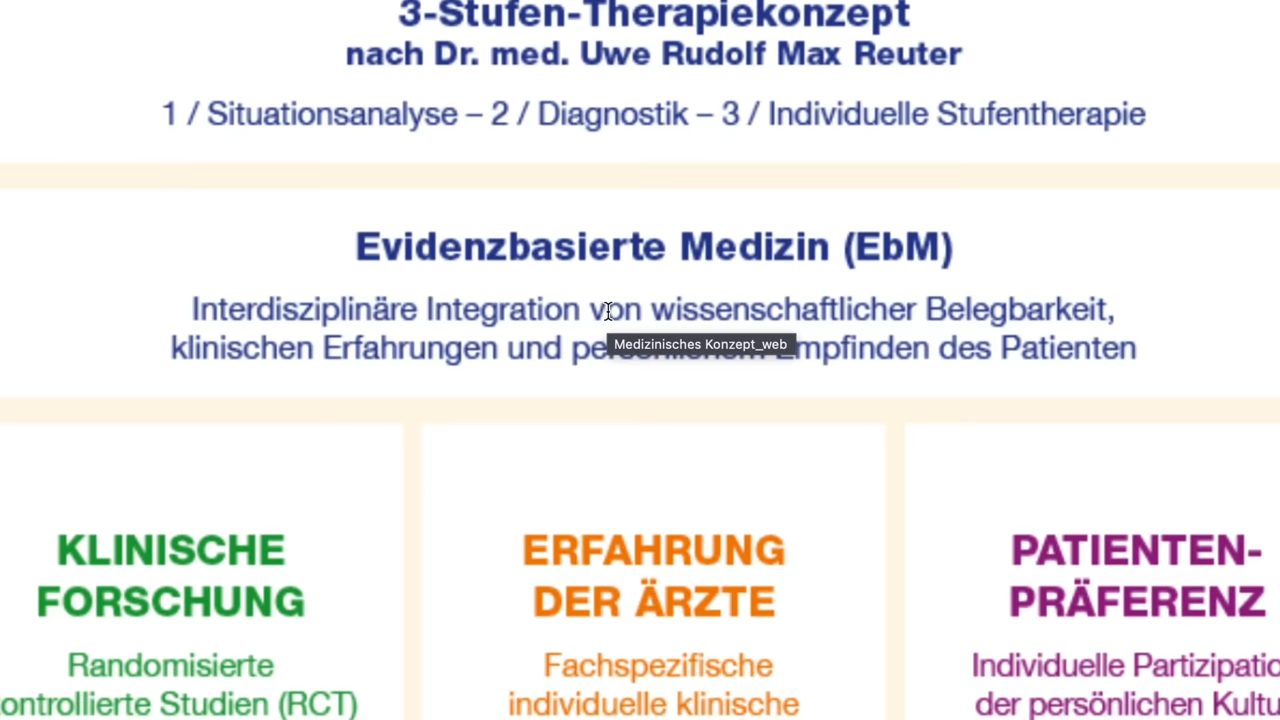 3-Stufen-Therapiekonzept
nach Dr. med. Uwe Rudolf Max Reuter
1 / Situationsanalyse – 2 / Diagnostik – 3 / Individuelle Stufentherapie
Evidenzbasierte Medizin (EbM)
Interdisziplinäre Integration von wissenschaftlicher Belegbarkeit,
klinischen Erfahrungen und Empfinden des Patienten
Medizinisches Konzept_web
KLINISCHE
FORSCHUNG
Randomisierte
ontrollierte Studien (RCT)
ERFAHRUNG
DER ÄRZTE
Fachspezifische
individuelle klinische
PATIENTEN-
PRÄFERENZ
Individuelle Partizipatio
der persönlichen Kultu